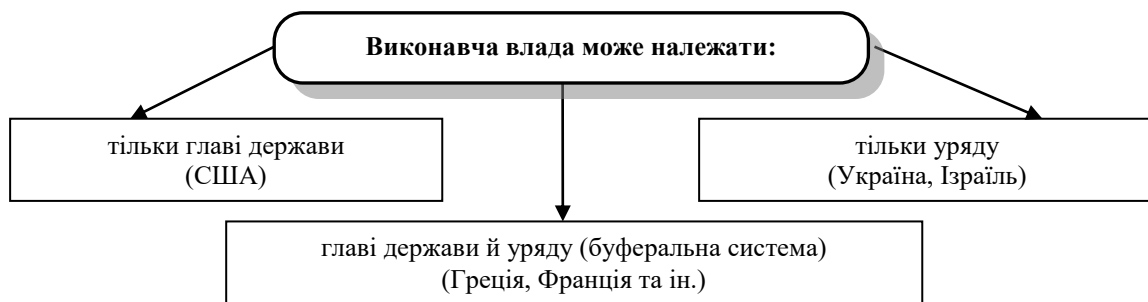 Виконавча влада може належати:
тільки главі держави
(США)
тільки уряду
(Україна, Ізраїль)
главі держави й уряду (буферальна система)
(Греція, Франція та ін.)